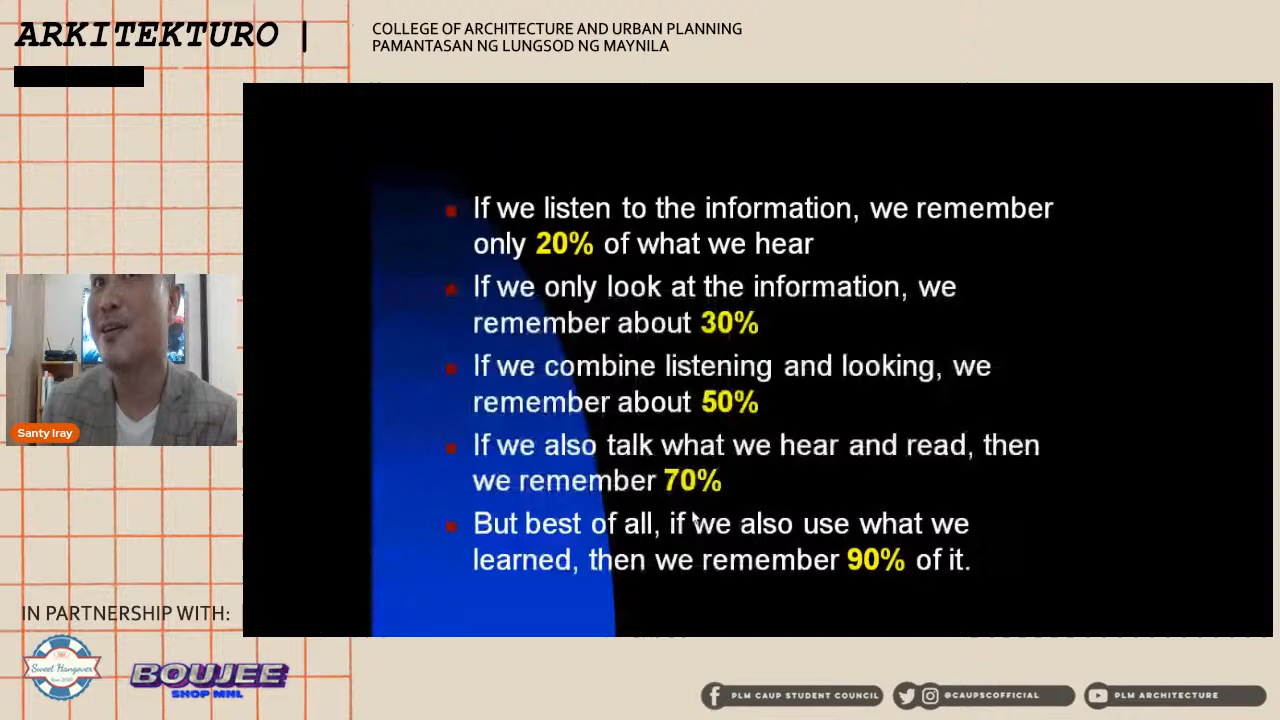 ARKITEKTURO |
COLLEGE OF ARCHITECTURE AND URBAN PLANNING
PAMANTASAN NG LUNGSOD NG MAYNILA
If we listen to the information, we remember
only 20% of what we hear
If we only look at the information, we
remember about 30%
If we combine listening and looking, we
remember about 50%
If we also talk what we hear and read, then
we remember 70%
But best of all, if we also use what we
learned, then we remember 90% of it.
Santy Iray
IN PARTNERSHIP WITH:
Sweet Hangover
BOUJEE
SHOP MNL
PLM CAUP STUDENT COUNCIL
@CAUPSCOFFICIAL
PLM ARCHITECTURE